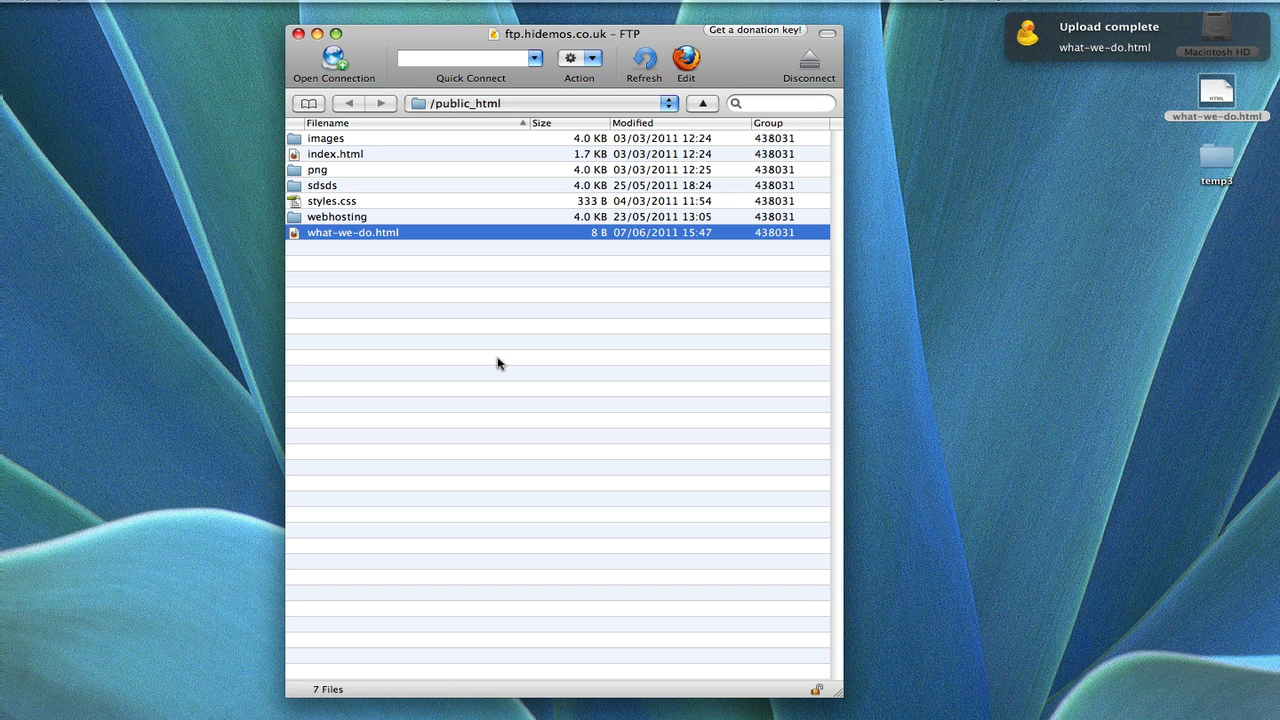 ftp.hidemos.co.uk – FTP
Get a donation key!
Open Connection
Quick Connect
Action
Refresh
Edit
Disconnect
/public_html
Filename Size Modified Group
images 4.0 KB 03/03/2011 12:24 438031
index.html 1.7 KB 03/03/2011 12:24 438031
png 4.0 KB 03/03/2011 12:25 438031
sdsds 4.0 KB 25/05/2011 18:24 438031
styles.css 333 B 04/03/2011 11:54 438031
webhosting 4.0 KB 23/05/2011 13:05 438031
what-we-do.html 8 B 07/06/2011 15:47 438031
7 Files
Upload complete
what-we-do.html
Macintosh HD
HTML
what-we-do.html
temp3